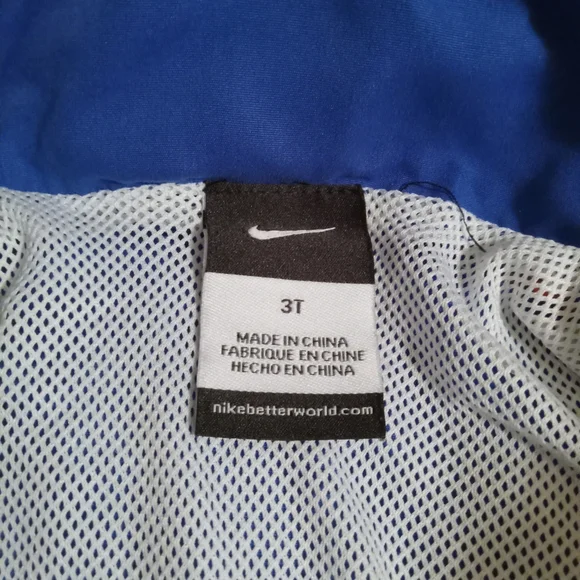 3T
MADE IN CHINA
FABRIQUE EN CHINE
HECHO EN CHINA
nikebetterworld.com